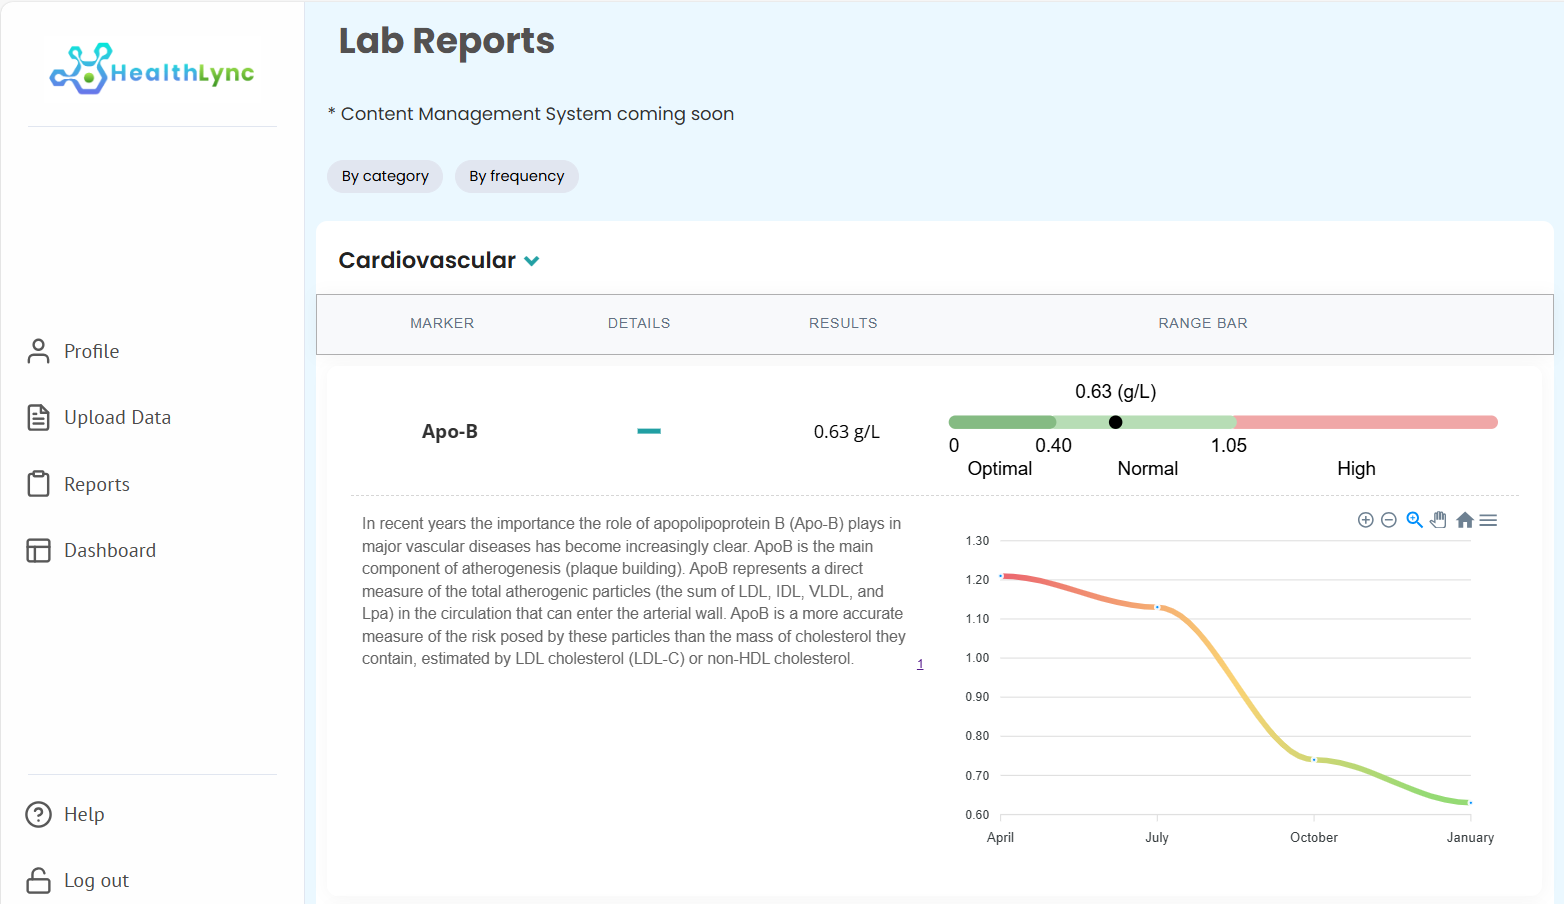 HealthLync
Lab Reports
* Content Management System coming soon
By category
By frequency
Cardiovascular
MARKER
DETAILS
RESULTS
RANGE BAR
Profile
Upload Data
Reports
Dashboard
Help
Log out
Apo-B
0.63 g/L
0.63 (g/L)
0
0.40
1.05
Optimal
Normal
High
In recent years the importance the role of apopolipoprotein B (Apo-B) plays in
major vascular diseases has become increasingly clear. ApoB is the main
component of atherogenesis (plaque building). ApoB represents a direct
measure of the total atherogenic particles (the sum of LDL, IDL, VLDL, and
Lpa) in the circulation that can enter the arterial wall. ApoB is a more accurate
measure of the risk posed by these particles than the mass of cholesterol they
contain, estimated by LDL cholesterol (LDL-C) or non-HDL cholesterol.
1
1.30
1.20
1.10
1.00
0.90
0.80
0.70
0.60
April
July
October
January